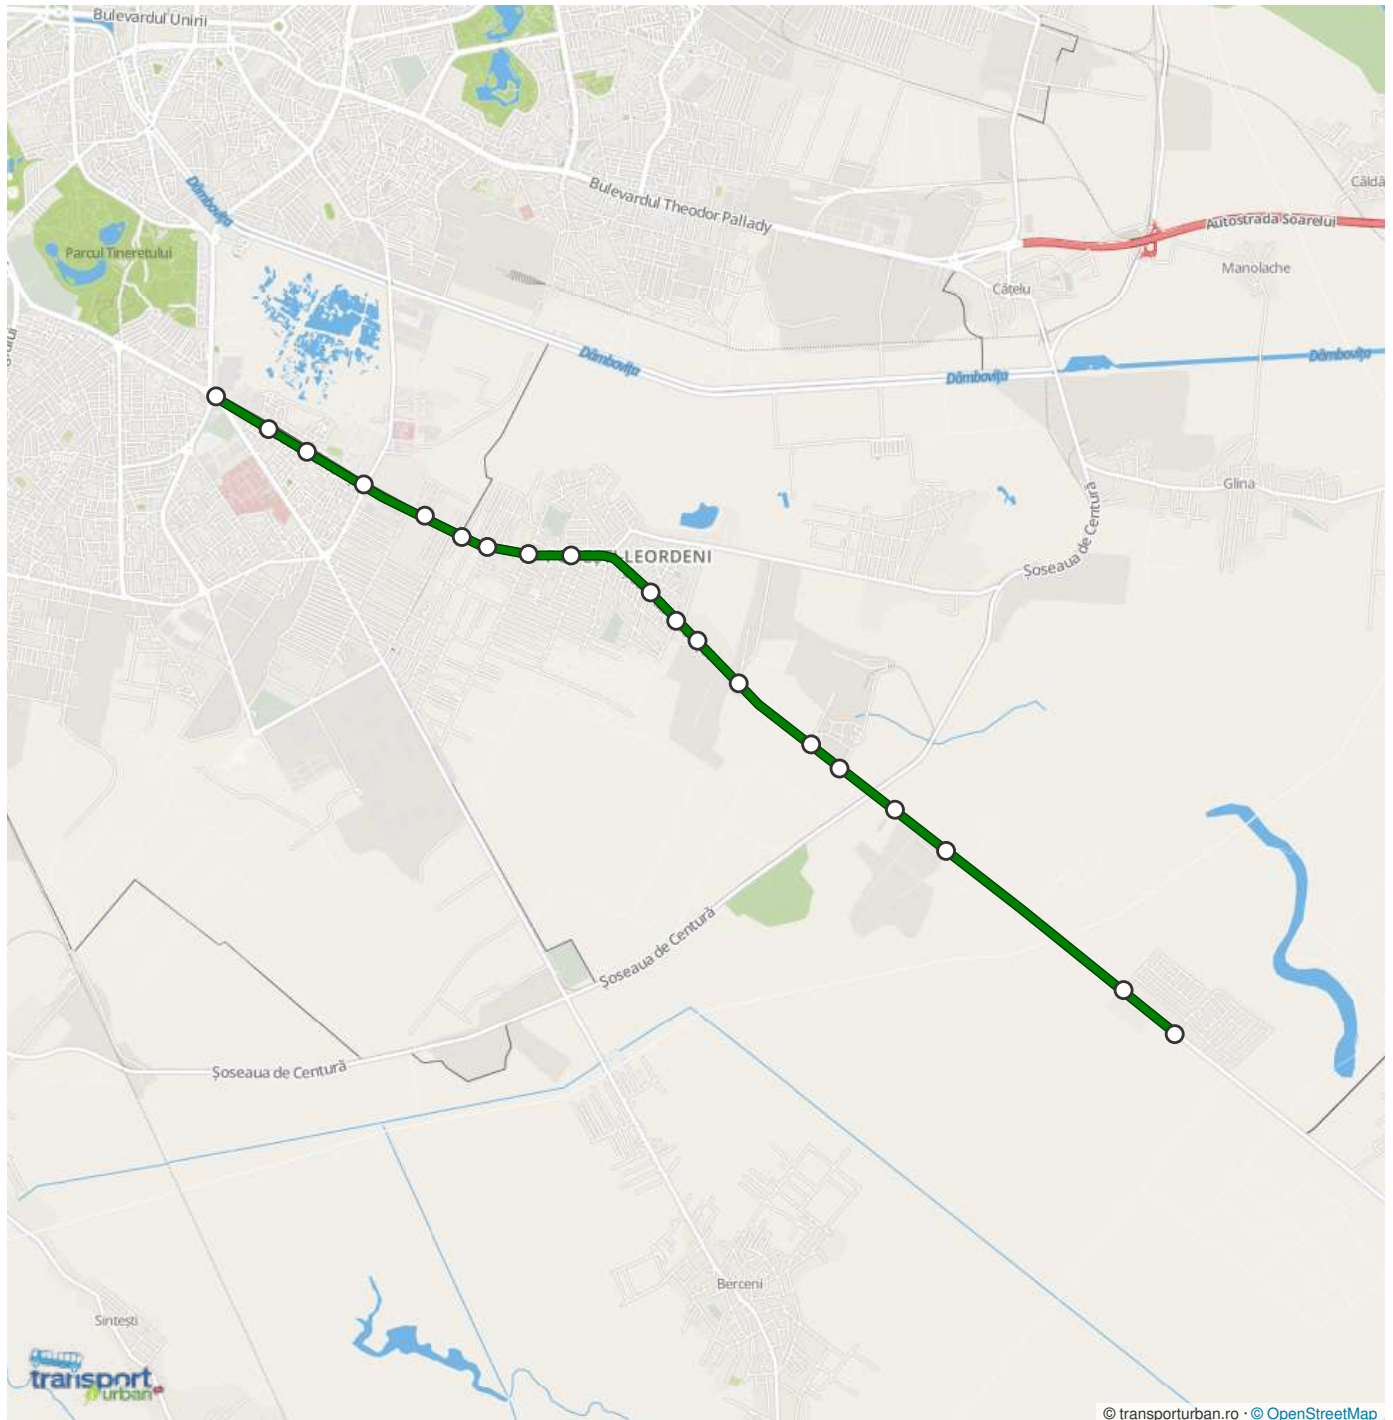 Bulevardul Unirii
Dâmbovița
Bulevardul Theodor Pallady
Căldă
Autostrada Soarelui
Parcul Tineretului
Manolache
Cățelu
Dâmbovița
Dâmbovița
Dâmbovița
Glina
Șoseaua de Centură
LEORDENI
Șoseaua de Centură
Șoseaua de Centură
Berceni
Sintești
transport
urban
© transporturban.ro · © OpenStreetMap